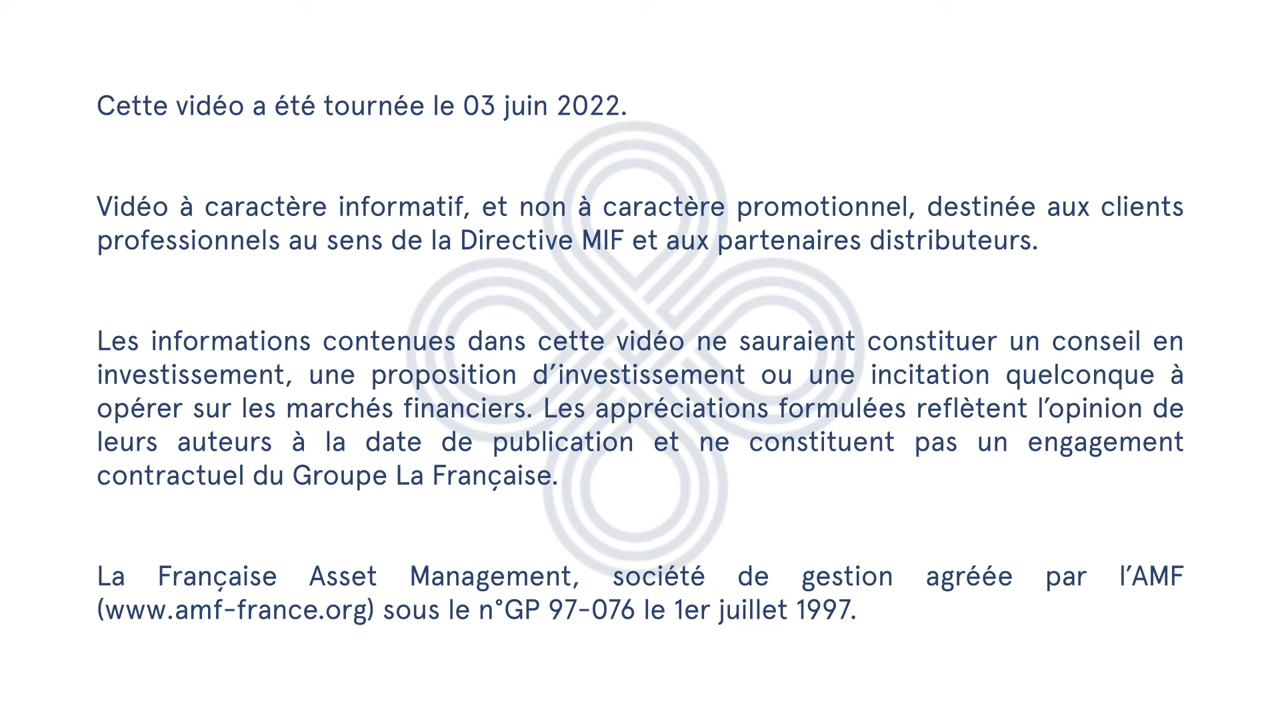 Cette vidéo a été tournée le 03 juin 2022.
Vidéo à caractère informatif, et non à caractère promotionnel, destinée aux clients
professionnels au sens de la Directive MIF et aux partenaires distributeurs.
Les informations contenues dans cette vidéo ne sauraient constituer un conseil en
investissement, une proposition d’investissement ou une incitation quelconque à
opérer sur les marchés financiers. Les appréciations formulées reflètent l’opinion de
leurs auteurs à la date de publication et ne constituent pas un engagement
contractuel du Groupe La Française.
La Française Asset Management, société de gestion agréée par l’AMF
(www.amf-france.org) sous le n°GP 97-076 le 1er juillet 1997.